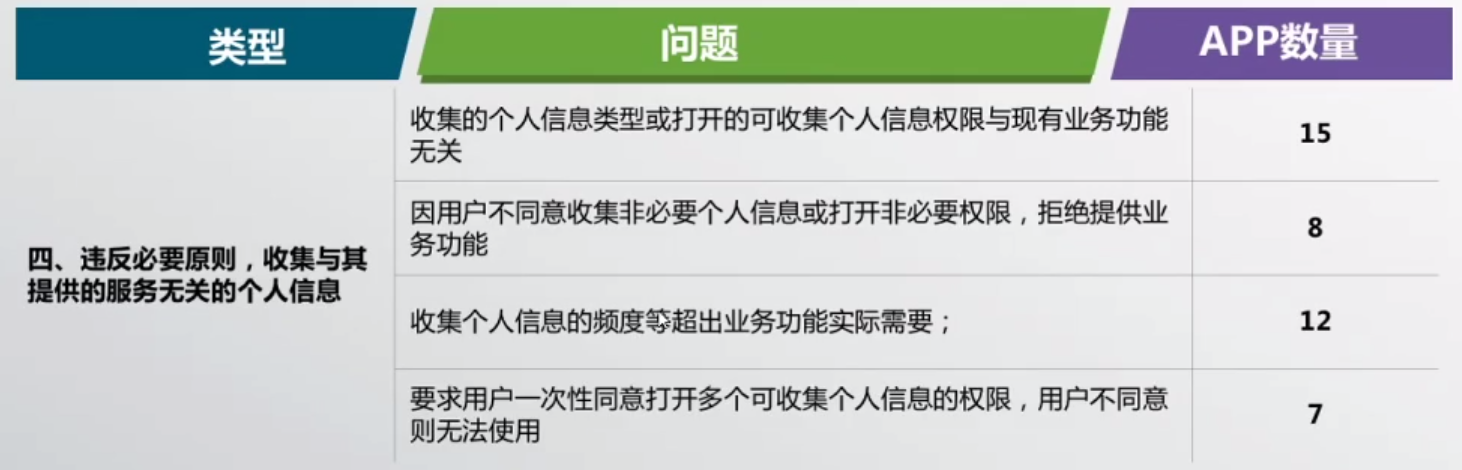 类型
问题
APP数量
四、违反必要原则，收集与其
提供的服务无关的个人信息
收集的个人信息类型或打开的可收集个人信息权限与现有业务功能
无关
15
因用户不同意收集非必要个人信息或打开非必要权限，拒绝提供业
务功能
8
收集个人信息的频度等超出业务功能实际需要；
12
要求用户一次性同意打开多个可收集个人信息的权限，用户不同意
则无法使用
7